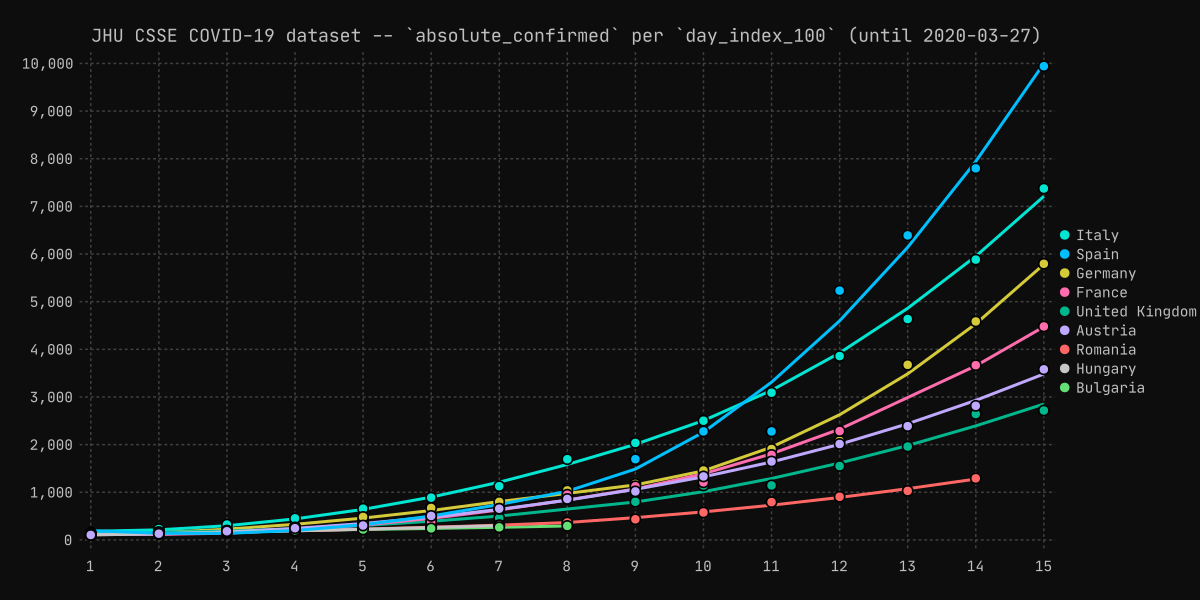 JHU CSSE COVID-19 dataset -- `absolute_confirmed` per `day_index_100` (until 2020-03-27)
10,000
9,000
8,000
7,000
6,000
5,000
4,000
3,000
2,000
1,000
0
1 2 3 4 5 6 7 8 9 10 11 12 13 14 15
Italy
Spain
Germany
France
United Kingdom
Austria
Romania
Hungary
Bulgaria